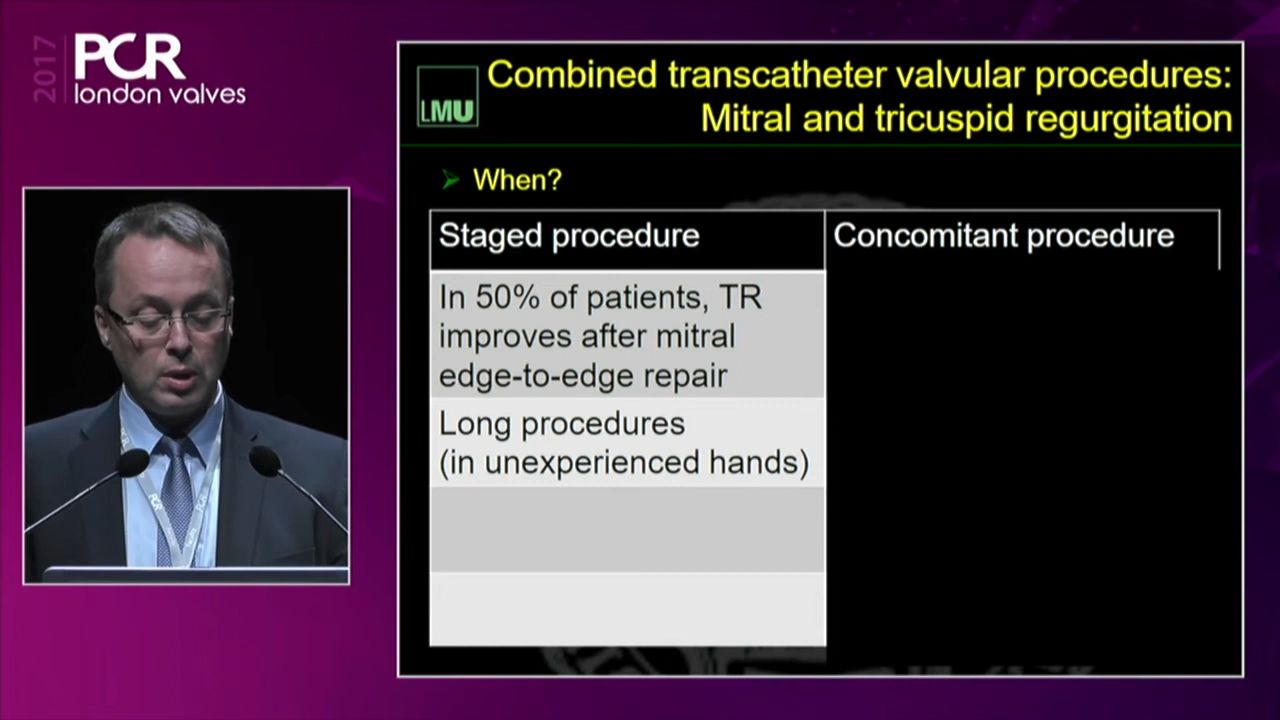 2017
PCR
london valves
LMU
Combined transcatheter valvular procedures:
Mitral and tricuspid regurgitation
When?
Staged procedure
Concomitant procedure
In 50% of patients, TR
improves after mitral
edge-to-edge repair
Long procedures
(in unexperienced hands)